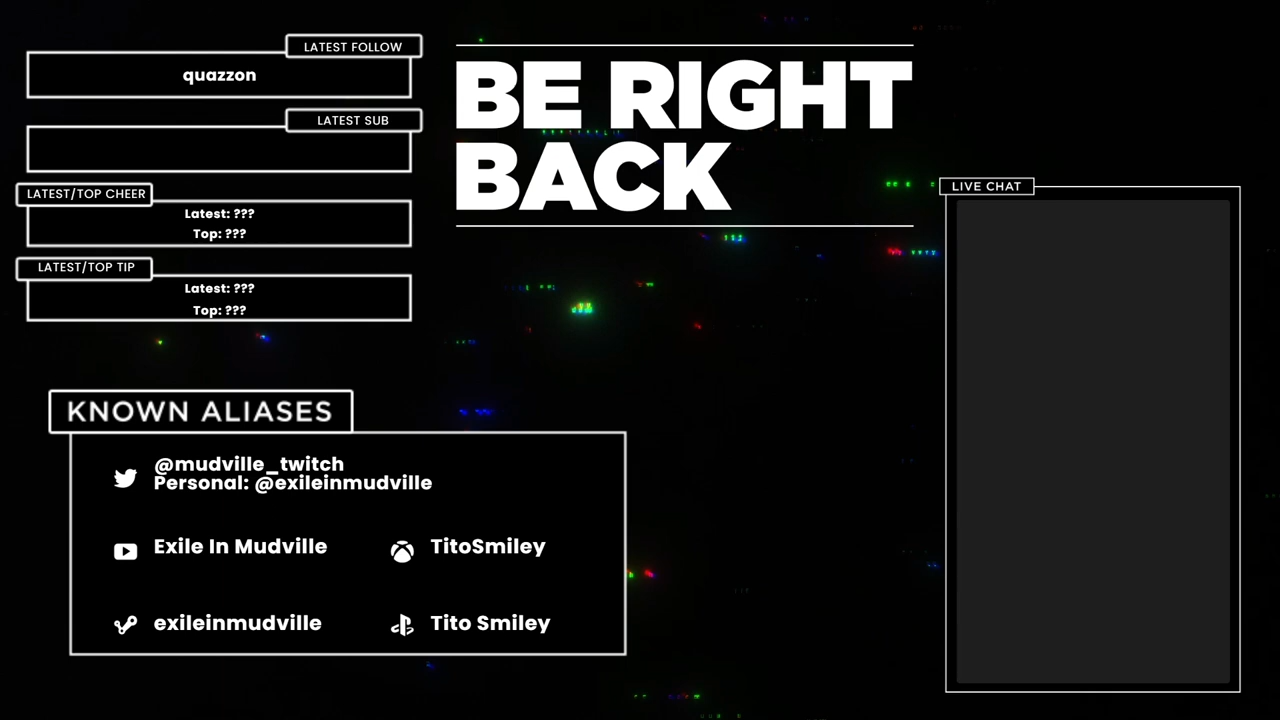 LATEST FOLLOW
quazzon
LATEST SUB
LATEST/TOP CHEER
Latest: ???
Top: ???
LATEST/TOP TIP
Latest: ???
Top: ???
BE RIGHT
BACK
LIVE CHAT
KNOWN ALIASES
@mudville_twitch
Personal: @exileinmudville
Exile In Mudville
TitoSmiley
exileinmudville
Tito Smiley